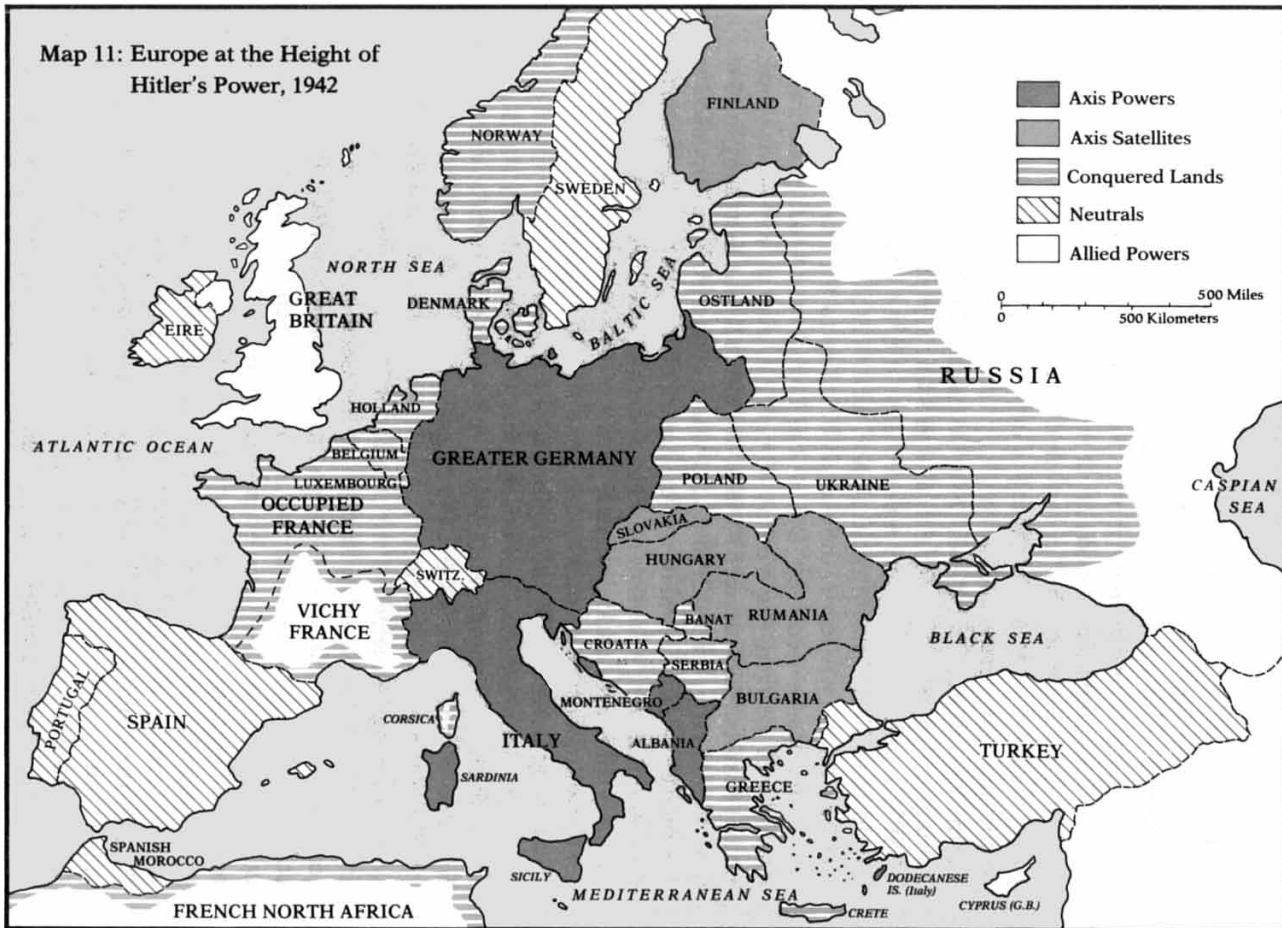 Map 11: Europe at the Height of
Hitler's Power, 1942
Axis Powers
Axis Satellites
Conquered Lands
Neutrals
Allied Powers
0 500 Miles
0 500 Kilometers
FINLAND
NORWAY
SWEDEN
NORTH SEA
BALTIC SEA
GREAT
BRITAIN
EIRE
DENMARK
OSTLAND
RUSSIA
HOLLAND
ATLANTIC OCEAN
BELGIUM
LUXEMBOURG
GREATER GERMANY
POLAND
UKRAINE
CASPIAN
SEA
OCCUPIED
FRANCE
SLOVAKIA
HUNGARY
SWITZ.
VICHY
FRANCE
BANAT
RUMANIA
CROATIA
SERBIA
BLACK SEA
PORTUGAL
SPAIN
CORSICA
ITALY
MONTENEGRO
BULGARIA
ALBANIA
TURKEY
SARDINIA
GREECE
SPANISH
MOROCCO
SICILY
MEDITERRANEAN SEA
DODECANESE
IS. (Italy)
CYPRUS (G.B.)
CRETE
FRENCH NORTH AFRICA